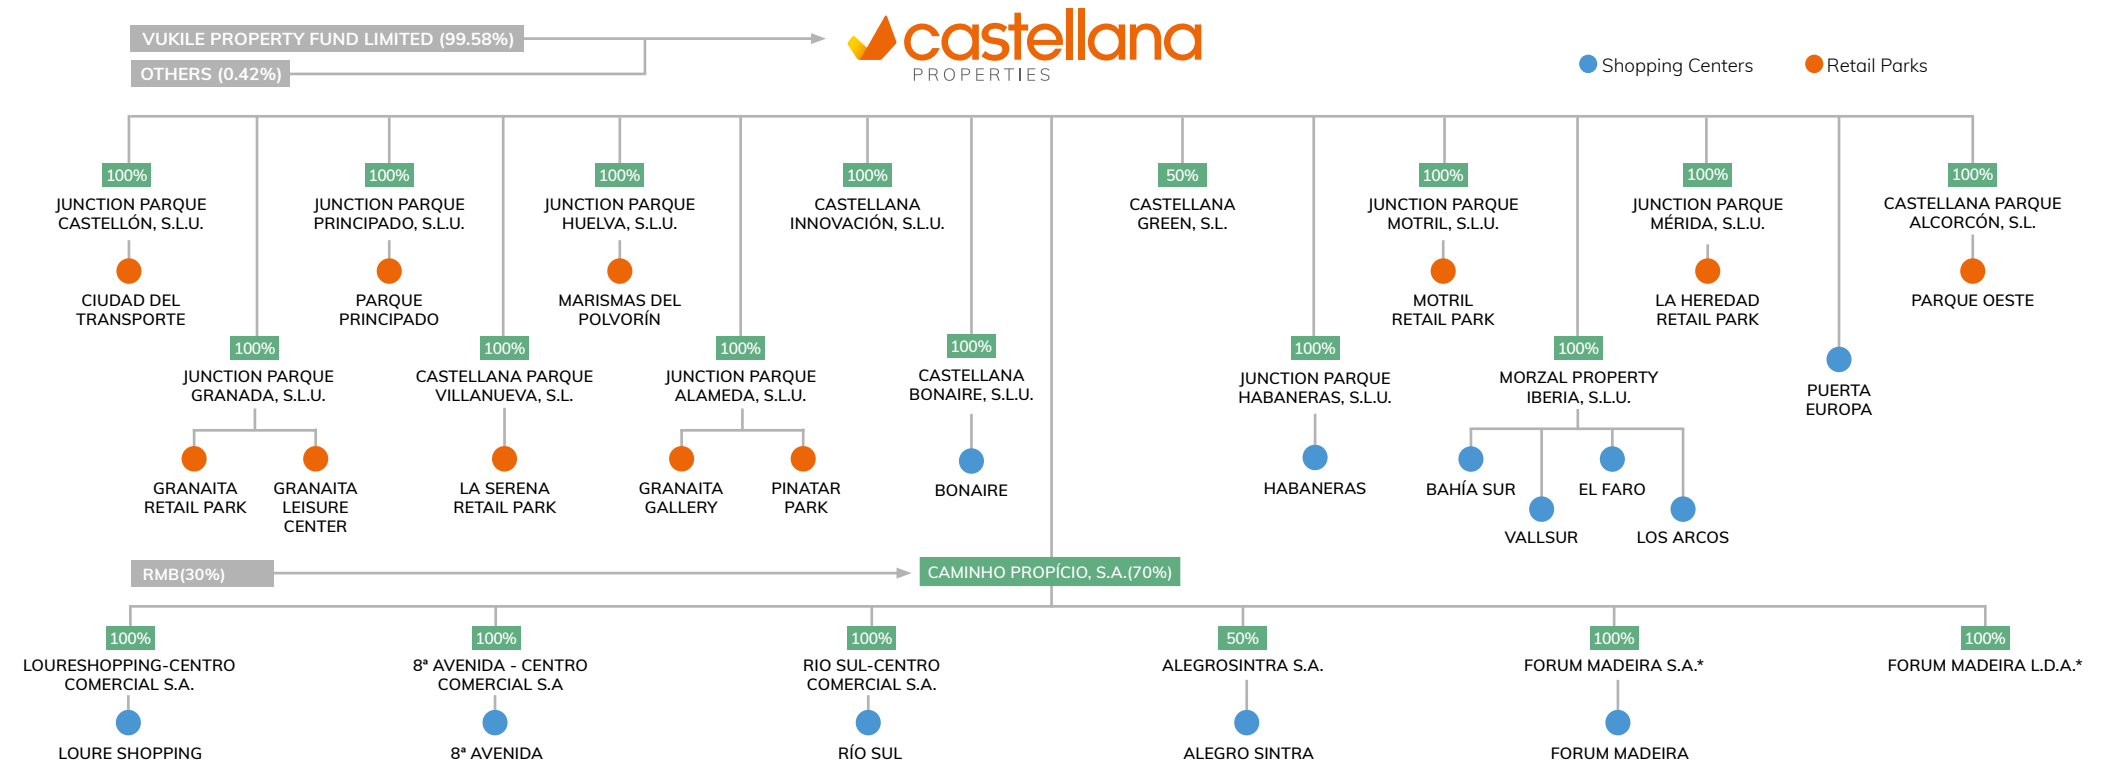 VUKILE PROPERTY FUND LIMITED (99.58%)
OTHERS (0.42%)
castellana
PROPERTIES
Shopping Centers
Retail Parks
100%
JUNCTION PARQUE
CASTELLÓN, S.L.U.
CIUDAD DEL
TRANSPORTE
100%
JUNCTION PARQUE
PRINCIPADO, S.L.U.
PARQUE
PRINCIPADO
100%
JUNCTION PARQUE
HUELVA, S.L.U.
MARISMAS DEL
POLVORÍN
100%
CASTELLANA
INNOVACIÓN, S.L.U.
50%
CASTELLANA
GREEN, S.L.
100%
JUNCTION PARQUE
MOTRIL, S.L.U.
MOTRIL
RETAIL PARK
100%
JUNCTION PARQUE
MÉRIDA, S.L.U.
LA HEREDAD
RETAIL PARK
100%
CASTELLANA PARQUE
ALCORCÓN, S.L.
PARQUE OESTE
100%
JUNCTION PARQUE
GRANADA, S.L.U.
GRANAITA
RETAIL PARK
GRANAITA
LEISURE
CENTER
100%
CASTELLANA PARQUE
VILLANUEVA, S.L.
LA SERENA
RETAIL PARK
100%
JUNCTION PARQUE
ALAMEDA, S.L.U.
GRANAITA
GALLERY
PINATAR
PARK
100%
CASTELLANA
BONAIRE, S.L.U.
BONAIRE
100%
JUNCTION PARQUE
HABANERAS, S.L.U.
HABANERAS
100%
MORZAL PROPERTY
IBERIA, S.L.U.
BAHÍA SUR
VALLSUR
EL FARO
LOS ARCOS
PUERTA
EUROPA
RMB(30%)
CAMINHO PROPÍCIO, S.A.(70%)
100%
LOURESHOPPING-CENTRO
COMERCIAL S.A.
LOURE SHOPPING
100%
8ª AVENIDA - CENTRO
COMERCIAL S.A
8ª AVENIDA
100%
RIO SUL-CENTRO
COMERCIAL S.A.
RÍO SUL
50%
ALEGROSINTRA S.A.
ALEGRO SINTRA
100%
FORUM MADEIRA S.A.*
FORUM MADEIRA
100%
FORUM MADEIRA L.D.A.*